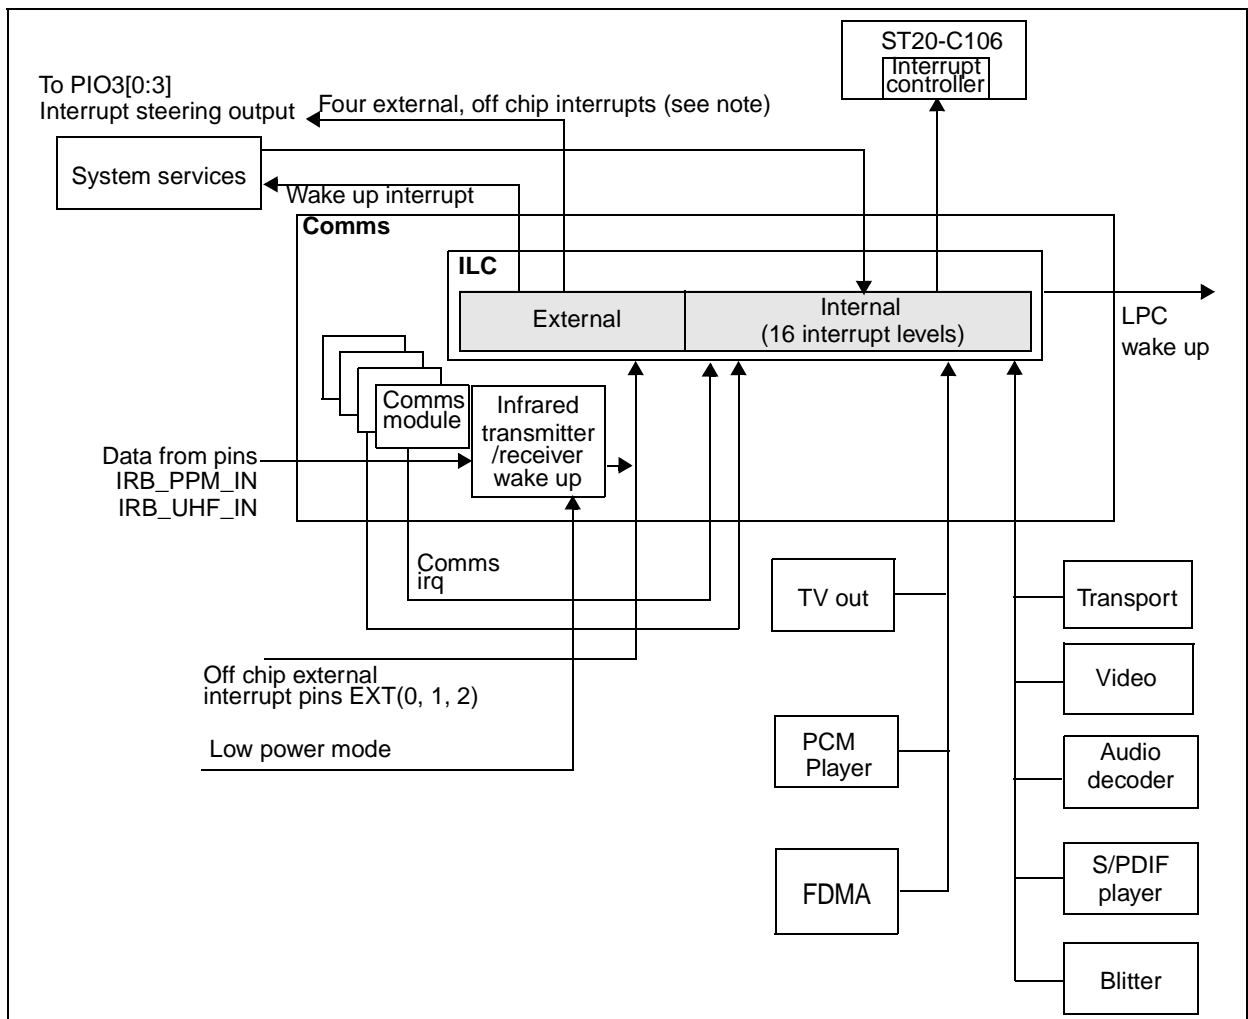 ST20-C106
Interrupt
controller
To PIO3[0:3]
Interrupt steering output
Four external, off chip interrupts (see note)
System services
Wake up interrupt
Comms
ILC
External
Internal
(16 interrupt levels)
LPC
wake up
Comms
module
Infrared
transmitter
/receiver
wake up
Data from pins
IRB_PPM_IN
IRB_UHF_IN
Comms
irq
TV out
Transport
Off chip external
interrupt pins EXT(0, 1, 2)
Video
Low power mode
PCM
Player
Audio
decoder
FDMA
S/PDIF
player
Blitter